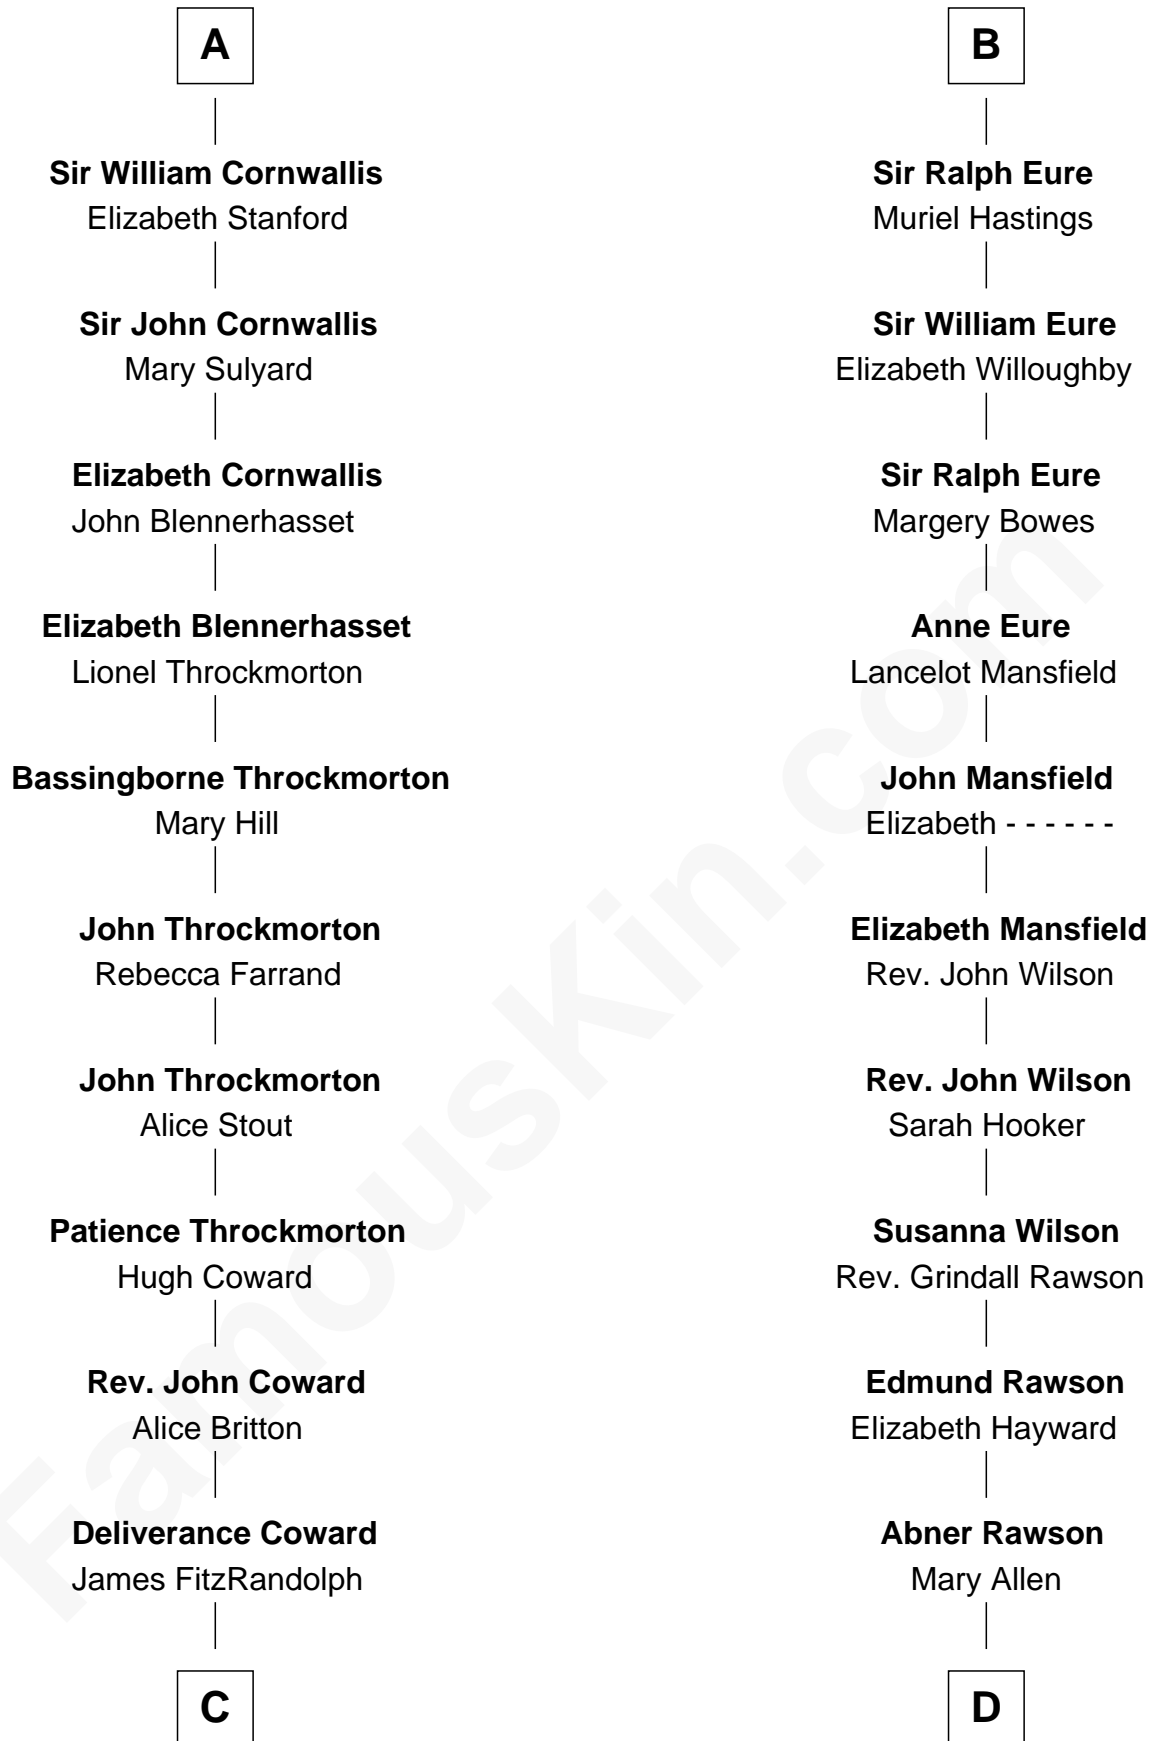 A
Sir William Cornwallis
Elizabeth Stanford
Sir John Cornwallis
Mary Sulyard
Elizabeth Cornwallis
John Blennerhasset
Elizabeth Blennerhasset
Lionel Throckmorton
Bassingborne Throckmorton
Mary Hill
John Throckmorton
Rebecca Farrand
John Throckmorton
Alice Stout
Patience Throckmorton
Hugh Coward
Rev. John Coward
Alice Britton
Deliverance Coward
James FitzRandolph
C
B
Sir Ralph Eure
Muriel Hastings
Sir William Eure
Elizabeth Willoughby
Sir Ralph Eure
Margery Bowes
Anne Eure
Lancelot Mansfield
John Mansfield
Elizabeth - - - - - -
Elizabeth Mansfield
Rev. John Wilson
Rev. John Wilson
Sarah Hooker
Susanna Wilson
Rev. Grindall Rawson
Edmund Rawson
Elizabeth Hayward
Abner Rawson
Mary Allen
D
FamousKin.com